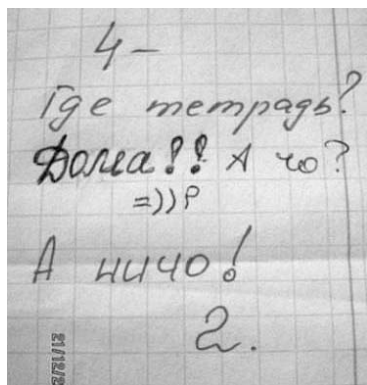 4-
Где тетрадь?
Дома!! А чо?
=))P
А ничо!
2.